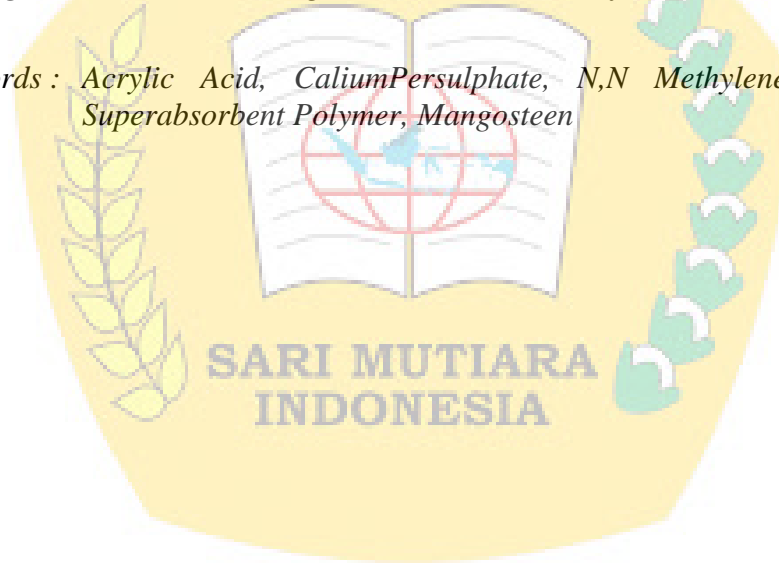 rds : Acrylic Acid, CaliumPersulphate, N,N Methylene
Superabsorbent Polymer, Mangosteen
SARI MUTIARA
INDONESIA